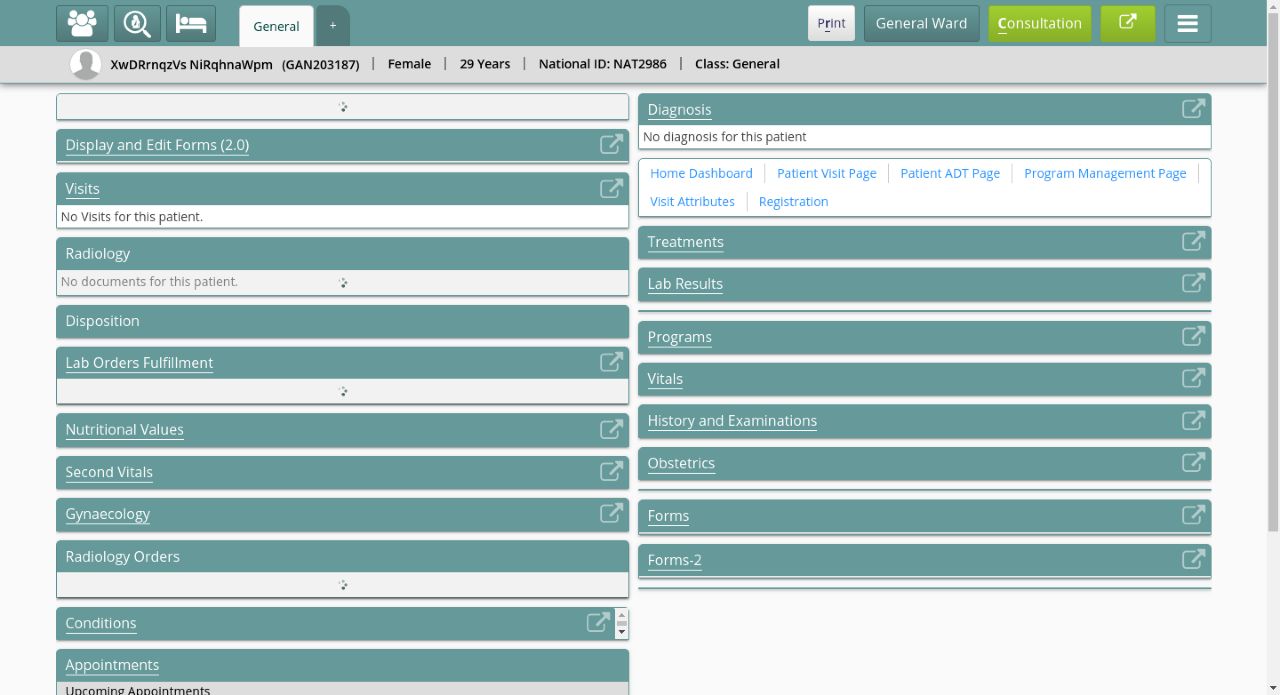 General
+
Print
General Ward
Consultation
XwDRrnqzVs NiRqhnaWpm (GAN203187) | Female | 29 Years | National ID: NAT2986 | Class: General
Display and Edit Forms (2.0)
Visits
No Visits for this patient.
Radiology
No documents for this patient.
Disposition
Lab Orders Fulfillment
Nutritional Values
Second Vitals
Gynaecology
Radiology Orders
Conditions
Appointments
Upcoming Appointments
Diagnosis
No diagnosis for this patient
Home Dashboard | Patient Visit Page | Patient ADT Page | Program Management Page |
Visit Attributes | Registration
Treatments
Lab Results
Programs
Vitals
History and Examinations
Obstetrics
Forms
Forms-2